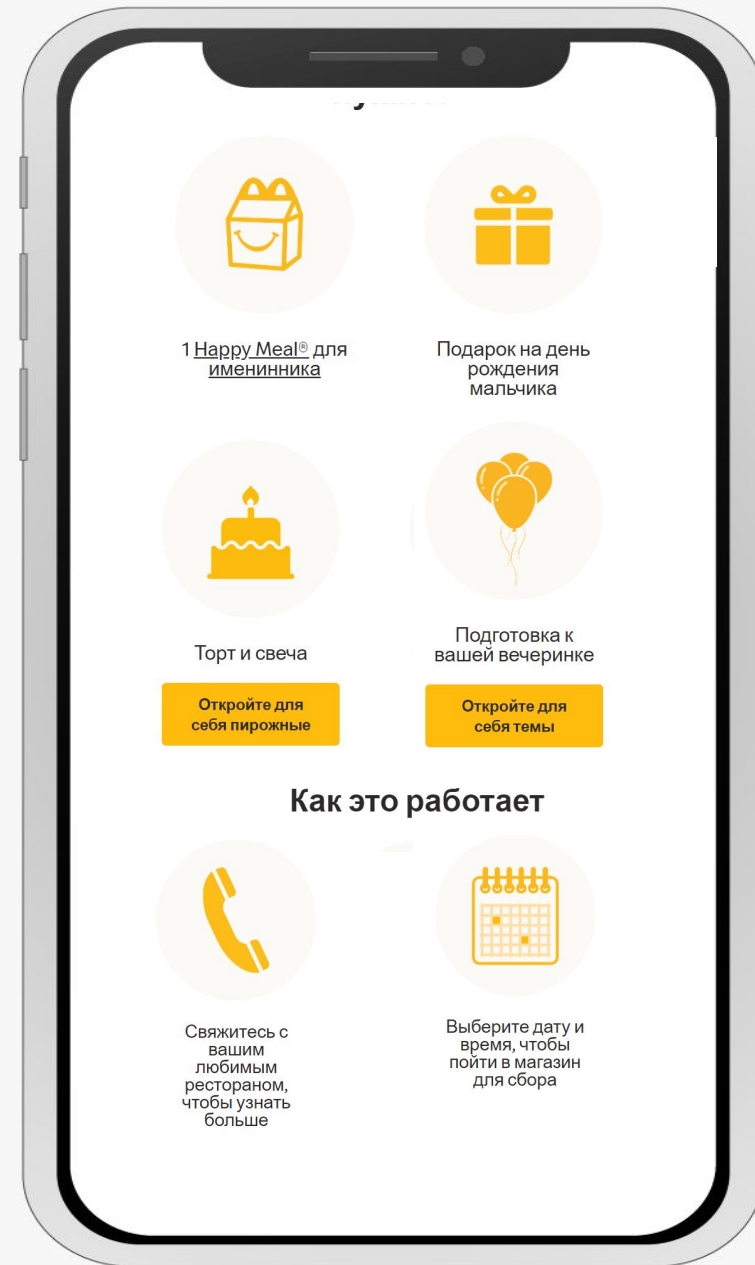 1 Happy Meal® для
именинника
Подарок на день
рождения
мальчика
Торт и свеча
Подготовка к
вашей вечеринке
Откройте для
себя пирожные
Откройте для
себя темы
Как это работает
Свяжитесь с
вашим
любимым
рестораном,
чтобы узнать
больше
Выберите дату и
время, чтобы
пойти в магазин
для сбора